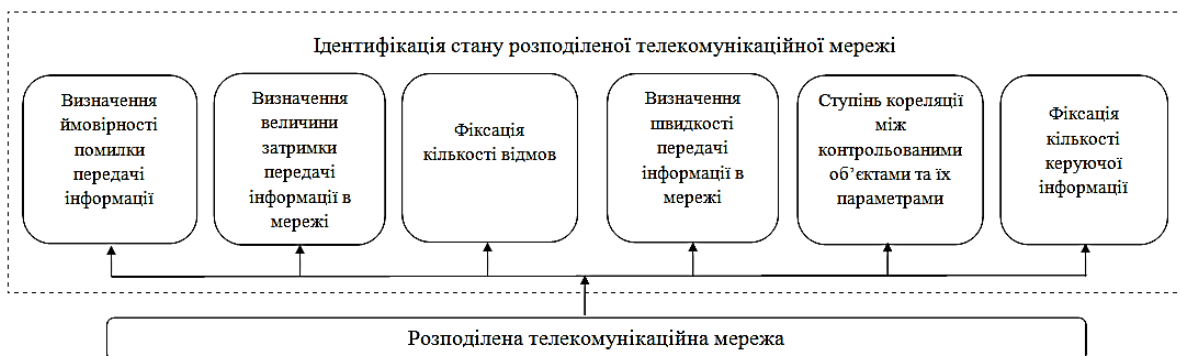 Ідентифікація стану розподіленої телекомунікаційної мережі
Визначення
ймовірності
помилки
передачі
інформації
Визначення
величини
затримки
передачі
інформації в
мережі
Фіксація
кількості відмов
Визначення
швидкості
передачі
інформації в
мережі
Ступінь кореляції
між
контрольованими
об’єктами та їх
параметрами
Фіксація
кількості
керуючої
інформації
Розподілена телекомунікаційна мережа